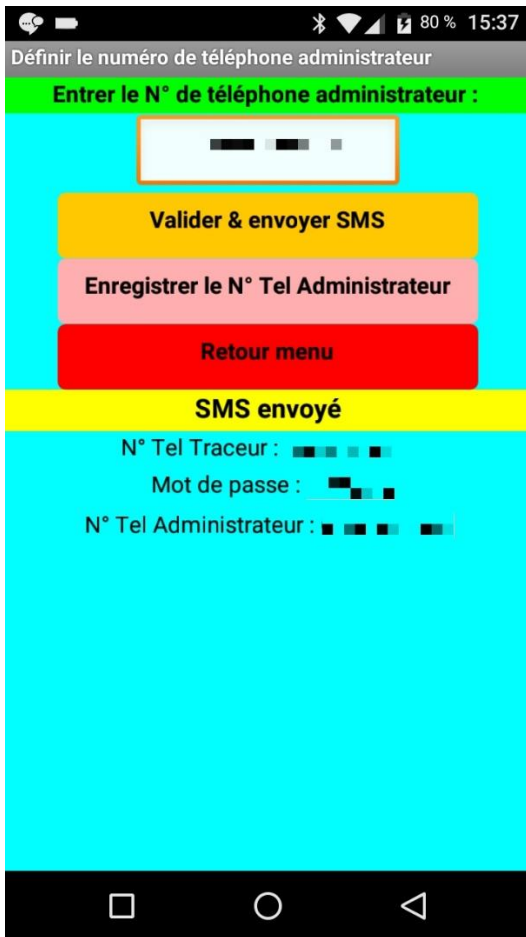 80 % 15:37
Définir le numéro de téléphone administrateur
Entrer le N° de téléphone administrateur :
Valider & envoyer SMS
Enregistrer le N° Tel Administrateur
Retour menu
SMS envoyé
N° Tel Traceur :
Mot de passe :
N° Tel Administrateur :